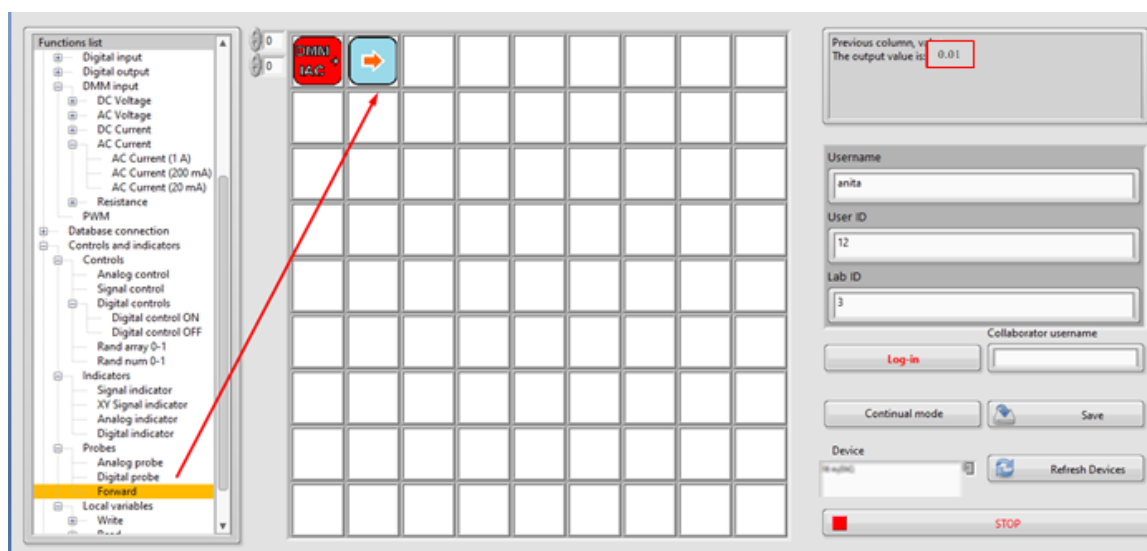 Functions list
Digital input
Digital output
DMM input
DC Voltage
AC Voltage
DC Current
AC Current
AC Current (1 A)
AC Current (200 mA)
AC Current (20 mA)
Resistance
PWM
Database connection
Controls and indicators
Controls
Analog control
Signal control
Digital controls
Digital control ON
Digital control OFF
Rand array 0-1
Rand num 0-1
Indicators
Signal indicator
XY Signal indicator
Analog indicator
Digital indicator
Probes
Analog probe
Digital probe
Forward
Local variables
Write
0
0
DMM
IAC
Previous column,
The output value is: 0.01
Username
anita
User ID
12
Lab ID
3
Collaborator username
Log-in
Continual mode
Save
Device
Refresh Devices
STOP